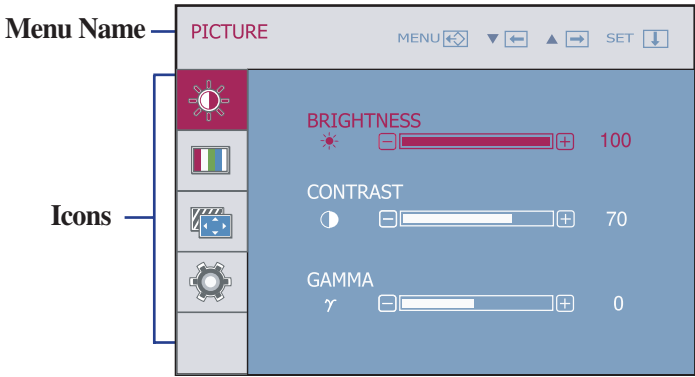 Menu Name
PICTURE
MENU ▼ ▲ SET
Icons
BRIGHTNESS
100
CONTRAST
70
GAMMA
γ 0